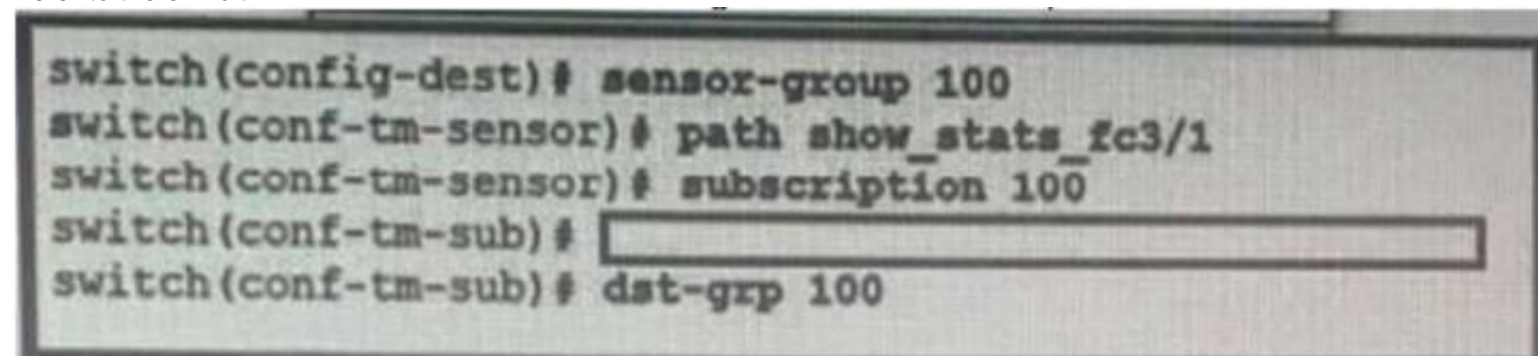 switch(config-dest)# sensor-group 100
switch(conf-tm-sensor)# path show_stats_fc3/1
switch(conf-tm-sensor)# subscription 100
switch(conf-tm-sub)#
switch(conf-tm-sub)# dst-grp 100